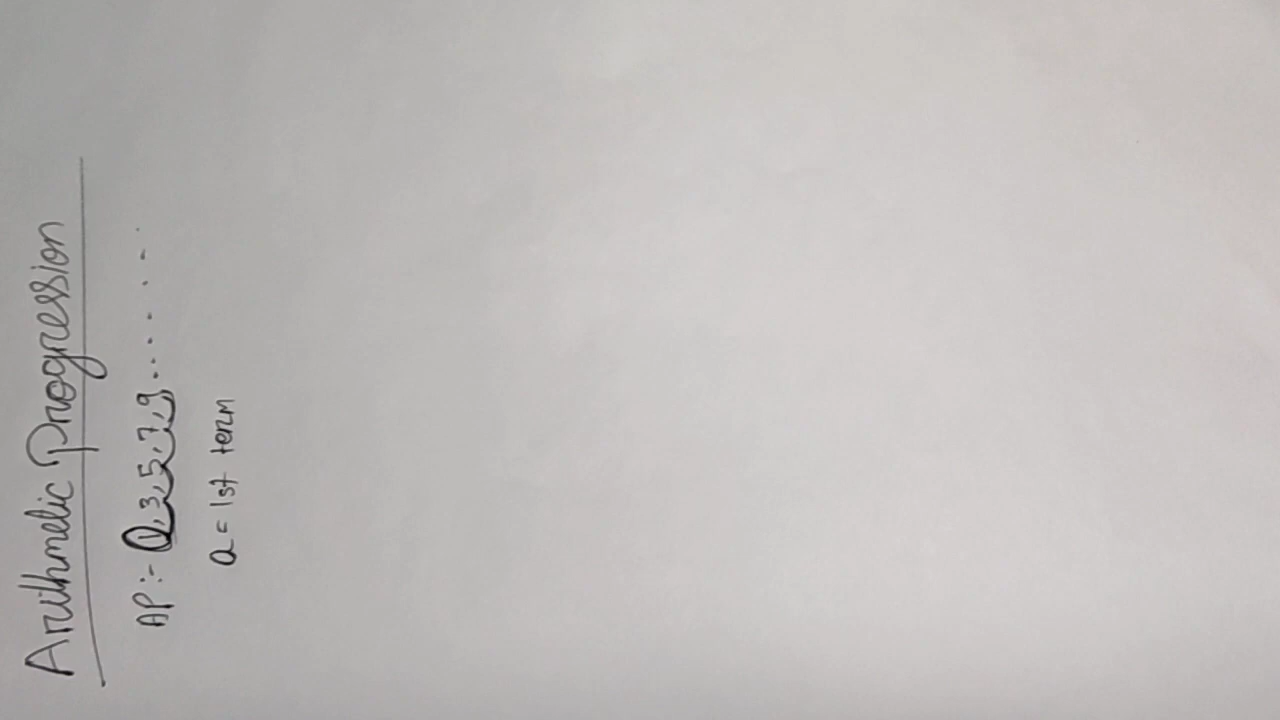 Arithmetic Progression
AP :- 1, 3, 5, 7, 9, .......
a = 1st term